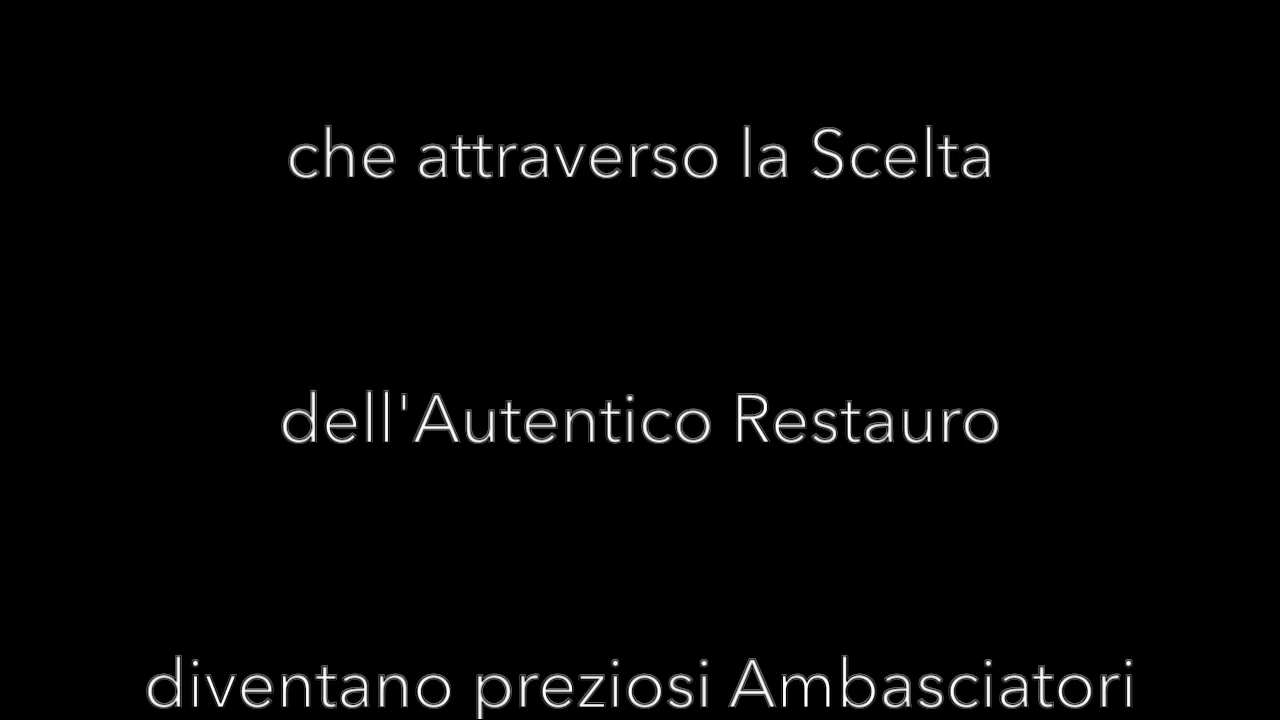 che attraverso la Scelta
dell'Autentico Restauro
diventano preziosi Ambasciatori